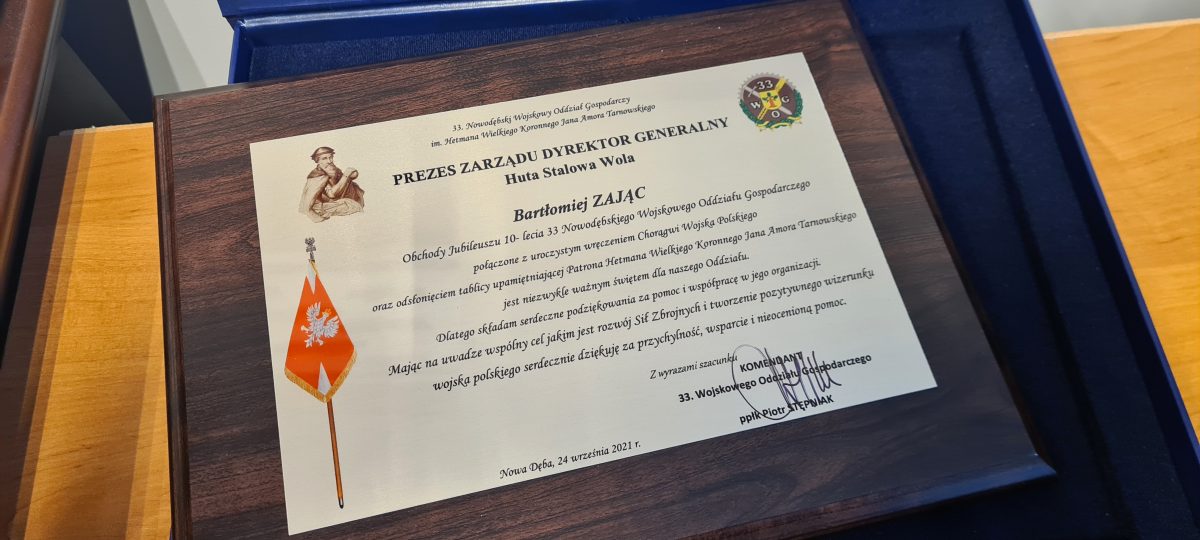 33. Nowodębski Wojskowy Oddział Gospodarczy
im. Hetmana Wielkiego Koronnego Jana Amora Tarnowskiego
33
W G
O
PREZES ZARZĄDU DYREKTOR GENERALNY
Huta Stalowa Wola
Bartłomiej ZAJĄC
Obchody Jubileuszu 10- lecia 33 Nowodębskiego Wojskowego Oddziału Gospodarczego
połączone z uroczystym wręczeniem Chorągwi Wojska Polskiego
oraz odsłonięciem tablicy upamiętniającej Patrona Hetmana Wielkiego Koronnego Jana Amora Tarnowskiego
jest niezwykle ważnym świętem dla naszego Oddziału.
Dlatego składam serdeczne podziękowania za pomoc i współpracę w jego organizacji.
Mając na uwadze wspólny cel jakim jest rozwój Sił Zbrojnych i tworzenie pozytywnego wizerunku
wojska polskiego serdecznie dziękuję za przychylność, wsparcie i nieocenioną pomoc.
Z wyrazami szacunku
KOMENDANT
33. Wojskowego Oddziału Gospodarczego
ppłk Piotr STĘPNIAK
Nowa Dęba, 24 września 2021 r.